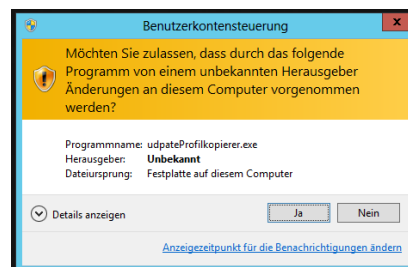 Benutzerkontensteuerung
x
Möchten Sie zulassen, dass durch das folgende
Programm von einem unbekannten Herausgeber
Änderungen an diesem Computer vorgenommen
werden?
Programmname: udpateProfilkopierer.exe
Herausgeber: Unbekannt
Dateiursprung: Festplatte auf diesem Computer
Details anzeigen Ja Nein
Anzeigezeitpunkt für die Benachrichtigungen ändern